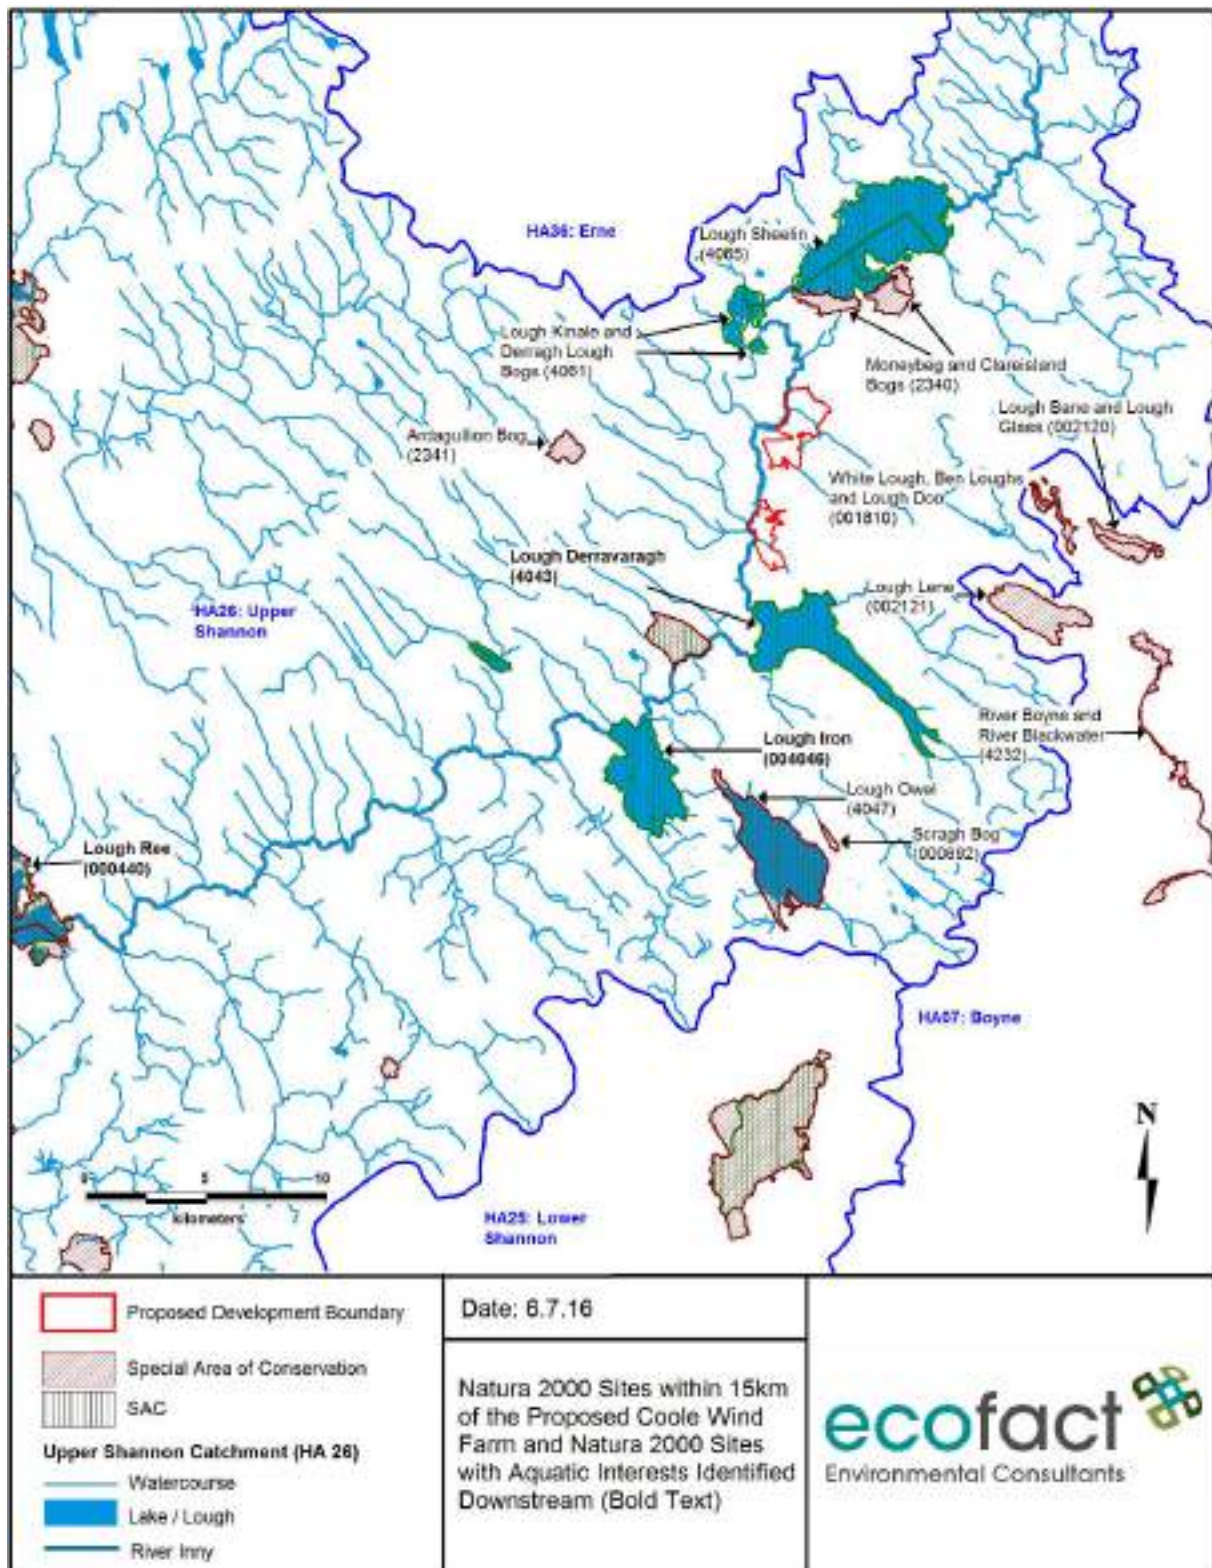 HA36: Erne
Lough Sheelin
(4065)
Lough Kinale and
Derragh Lough
Bogs (4061)
Moneybeg and Clareisland
Bogs (2340)
Lough Bane and Lough
Glass (002120)
Ardagullion Bog
(2341)
White Lough, Ben Loughs
and Lough Doo
(001810)
Lough Derravaragh
(4043)
Lough Lene
(002121)
HA26: Upper
Shannon
River Boyne and
River Blackwater
(4232)
Lough Iron
(004046)
Lough Owel
(4047)
Scragh Bog
(000692)
Lough Ree
(000440)
HA07: Boyne
N
0 5 10
kilometers
HA25: Lower
Shannon
Proposed Development Boundary
Special Area of Conservation
SAC
Upper Shannon Catchment (HA 26)
Watercourse
Lake / Lough
River Inny
Date: 6.7.16
Natura 2000 Sites within 15km
of the Proposed Coole Wind
Farm and Natura 2000 Sites
with Aquatic Interests Identified
Downstream (Bold Text)
ecofact
Environmental Consultants